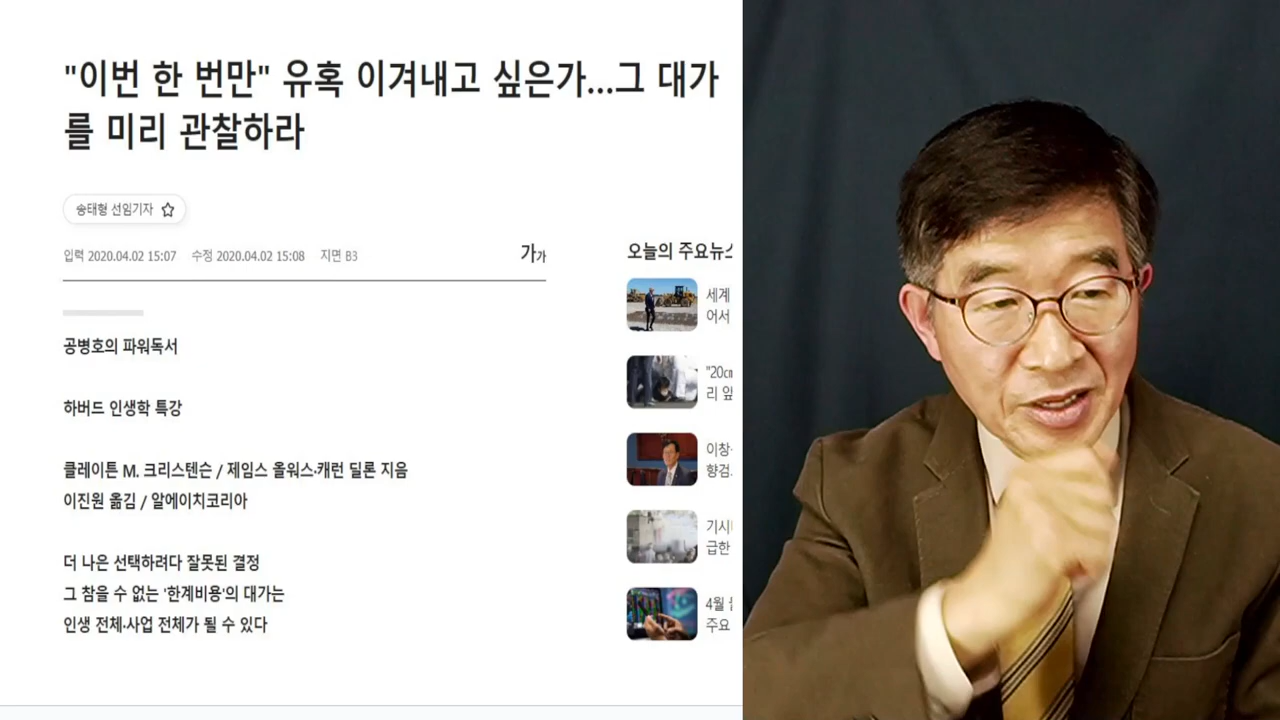 "이번 한 번만" 유혹 이겨내고 싶은가...그 대가
를 미리 관찰하라
송태형 선임기자
입력 2020.04.02 15:07 수정 2020.04.02 15:08 지면 B3
가가
공병호의 파워독서
하버드 인생학 특강
클레이튼 M. 크리스텐슨 / 제임스 올워스·캐런 딜론 지음
이진원 옮김 / 알에이치코리아
더 나은 선택하려다 잘못된 결정
그 참을 수 없는 '한계비용'의 대가는
인생 전체·사업 전체가 될 수 있다
오늘의 주요뉴스
세계
어서
"20㎝
리 앞
이창
향검
기시
급한
4월
주요